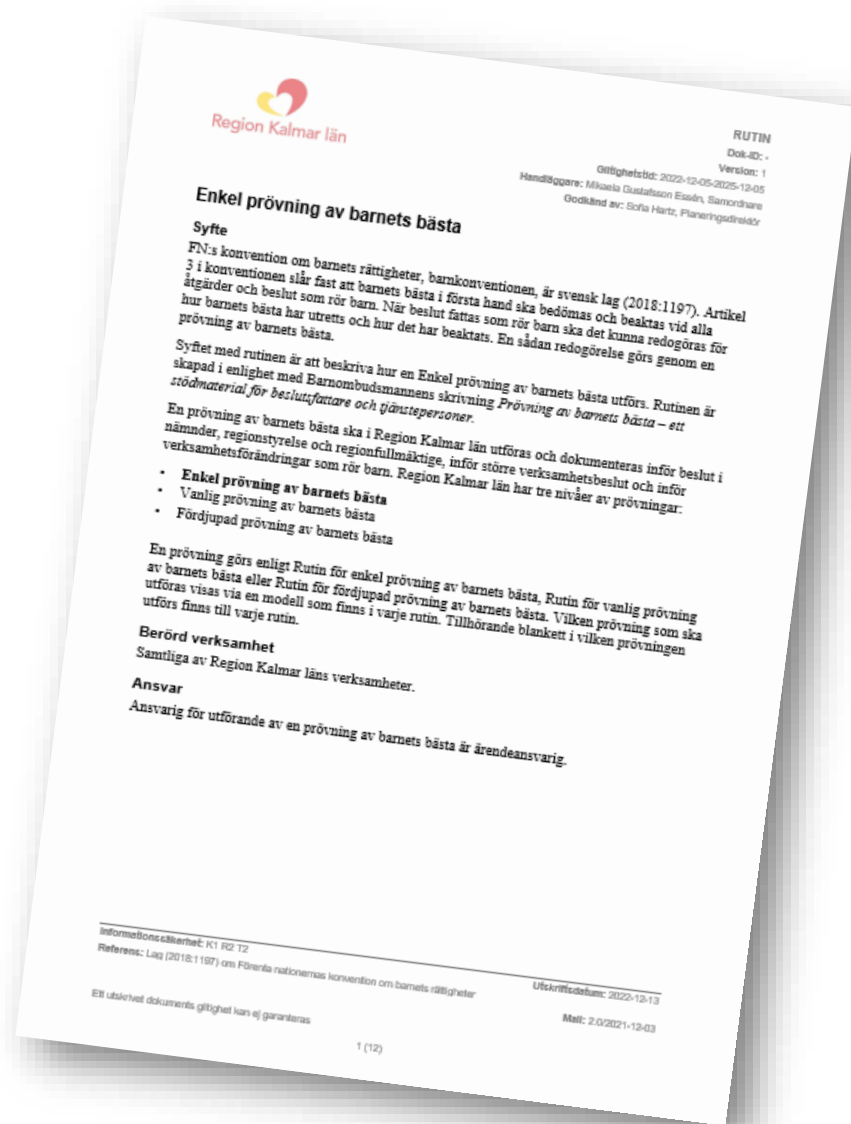 Region Kalmar län
RUTIN
Dok-ID: -
Version: 1
Giltighetstid: 2022-12-05-2025-12-05
Handläggare: Mikaela Gustafsson Essén, Samordnare
Godkänd av: Sofia Hartz, Planeringsdirektör
Enkel prövning av barnets bästa
Syfte
FN:s konvention om barnets rättigheter, barnkonventionen, är svensk lag (2018:1197). Artikel
3 i konventionen slår fast att barnets bästa i första hand ska bedömas och beaktas vid alla
åtgärder och beslut som rör barn. När beslut fattas som rör barn ska det kunna redogöras för
hur barnets bästa har utretts och hur det har beaktats. En sådan redogörelse görs genom en
prövning av barnets bästa.
Syftet med rutinen är att beskriva hur en Enkel prövning av barnets bästa utförs. Rutinen är
skapad i enlighet med Barnombudsmannens skrivning Prövning av barnets bästa – ett
stödmaterial för beslutsfattare och tjänstepersoner.
En prövning av barnets bästa ska i Region Kalmar län utföras och dokumenteras inför beslut i
nämnder, regionstyrelse och regionfullmäktige, inför större verksamhetsbeslut och inför
verksamhetsförändringar som rör barn. Region Kalmar län har tre nivåer av prövningar:
• Enkel prövning av barnets bästa
• Vanlig prövning av barnets bästa
• Fördjupad prövning av barnets bästa
En prövning görs enligt Rutin för enkel prövning av barnets bästa, Rutin för vanlig prövning
av barnets bästa eller Rutin för fördjupad prövning av barnets bästa. Vilken prövning som ska
utföras visas via en modell som finns i varje rutin. Tillhörande blankett i vilken prövningen
utförs finns till varje rutin.
Berörd verksamhet
Samtliga av Region Kalmar läns verksamheter.
Ansvar
Ansvarig för utförande av en prövning av barnets bästa är ärendeansvarig.
Informationssäkerhet: K1 R2 T2
Referens: Lag (2018:1197) om Förenta nationernas konvention om barnets rättigheter
Utskriftsdatum: 2022-12-13
Ett utskrivet dokuments giltighet kan ej garanteras
Mall: 2.0/2021-12-03
1 (12)